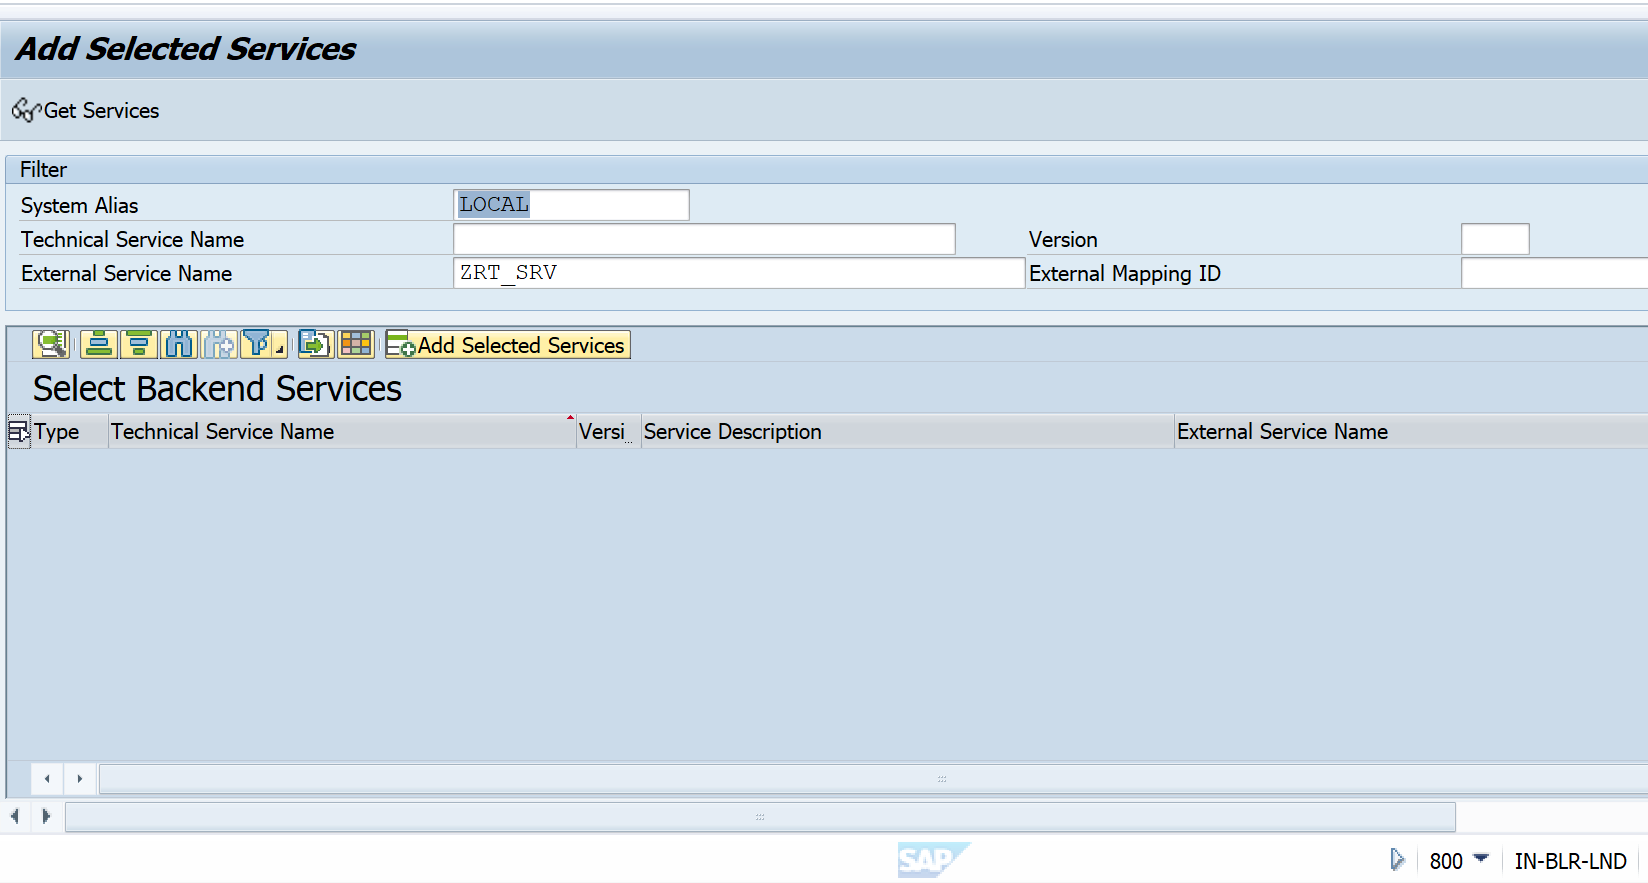 Add Selected Services
Get Services
Filter
System Alias LOCAL
Technical Service Name Version
External Service Name ZRT_SRV External Mapping ID
Add Selected Services
Select Backend Services
Type Technical Service Name Versi.. Service Description External Service Name
SAP 800 IN-BLR-LND